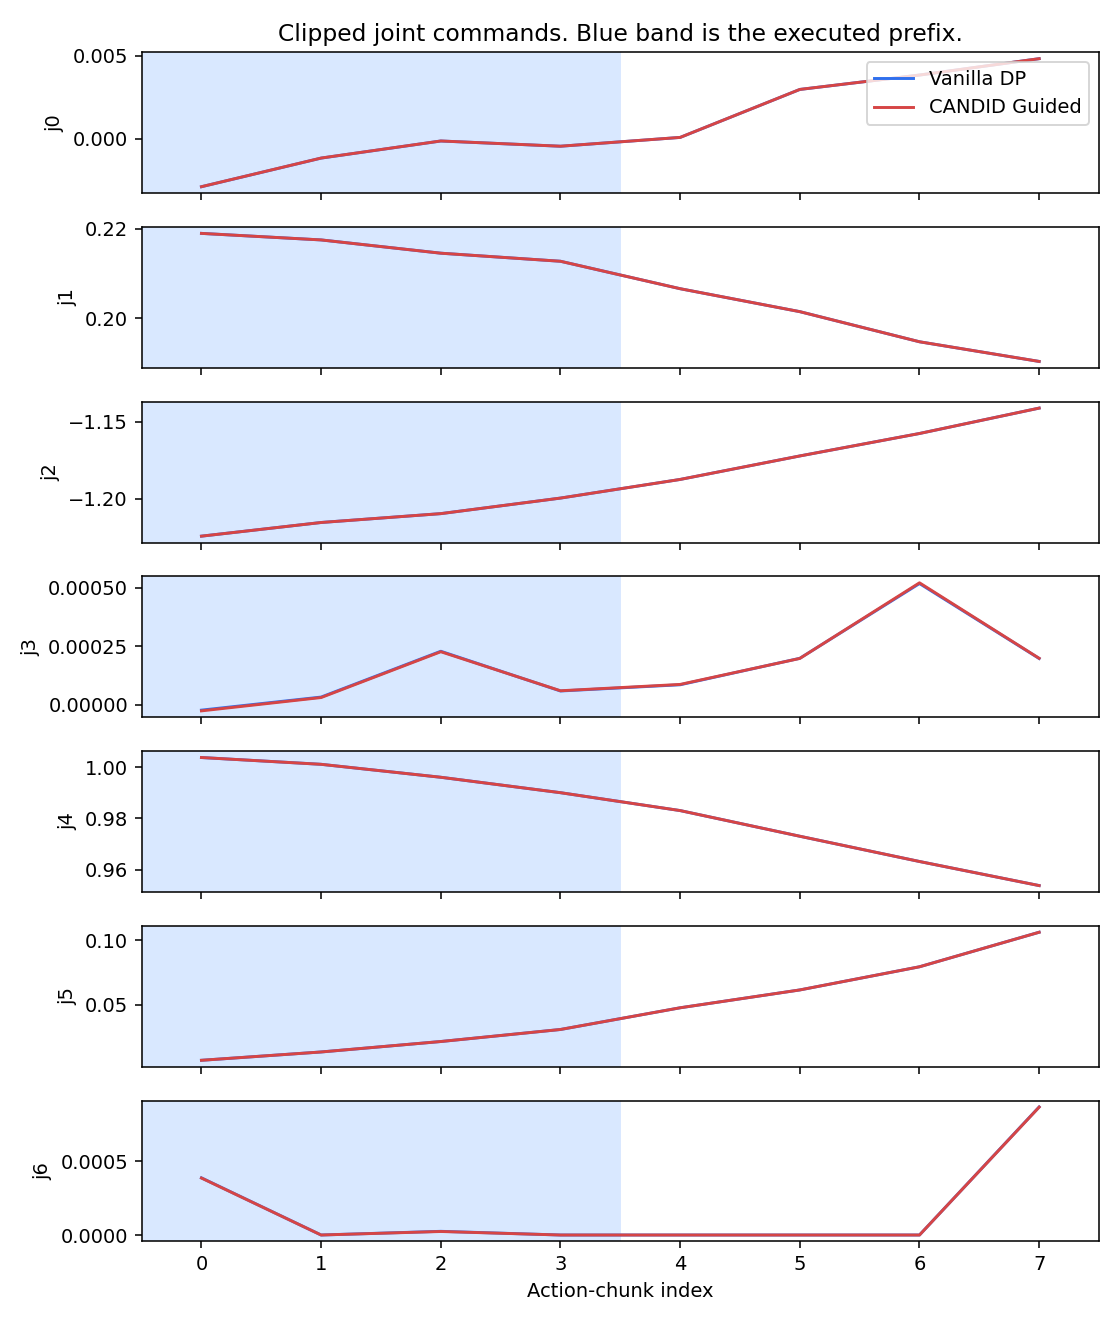 Clipped joint commands. Blue band is the executed prefix.
0.005
0.000
j0
Vanilla DP
CANDID Guided
0.22
0.20
j1
−1.15
−1.20
j2
0.00050
0.00025
0.00000
j3
1.00
0.98
0.96
j4
0.10
0.05
j5
0.0005
0.0000
j6
0 1 2 3 4 5 6 7
Action-chunk index